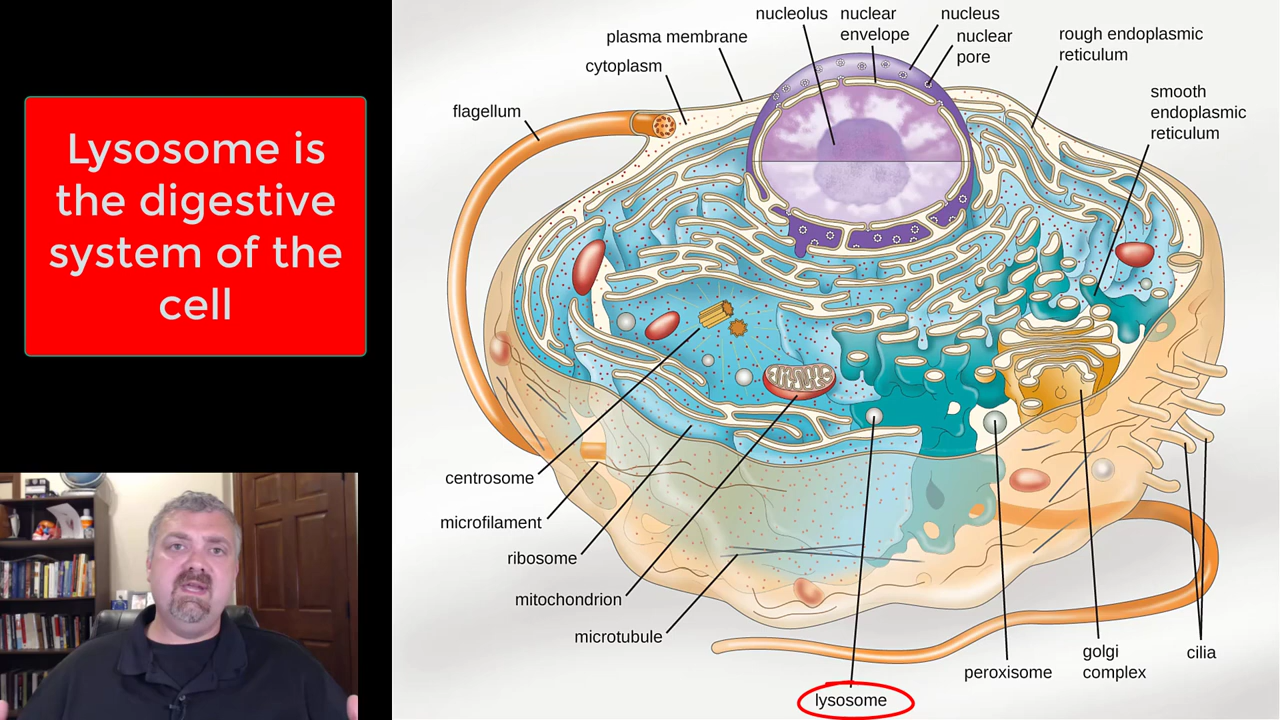 Lysosome is
the digestive
system of the
cell
nucleolus
nuclear
envelope
nucleus
nuclear
pore
plasma membrane
cytoplasm
flagellum
rough endoplasmic
reticulum
smooth
endoplasmic
reticulum
centrosome
microfilament
ribosome
mitochondrion
microtubule
lysosome
peroxisome
golgi
complex
cilia